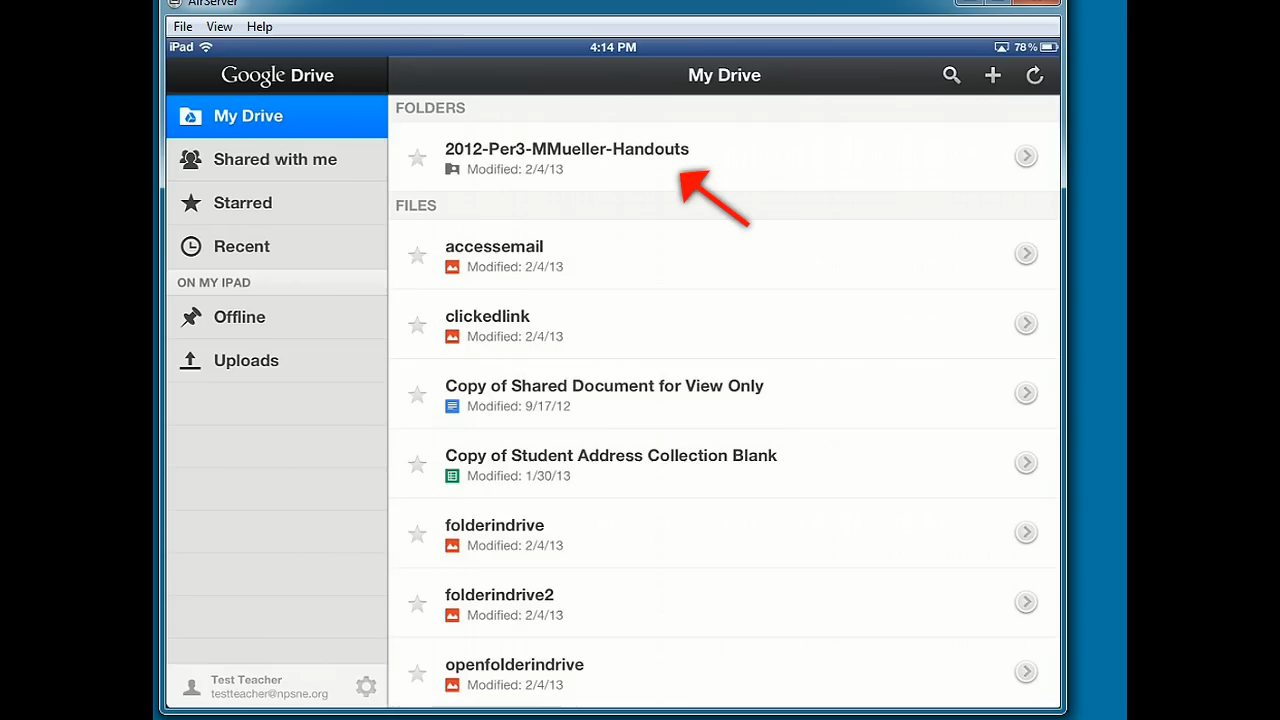 AirServer
File View Help
iPad 4:14 PM 78%
Google Drive
My Drive
My Drive
Shared with me
Starred
Recent
ON MY IPAD
Offline
Uploads
Test Teacher
testteacher@npsne.org
FOLDERS
2012-Per3-MMueller-Handouts
Modified: 2/4/13
FILES
accessemail
Modified: 2/4/13
clickedlink
Modified: 2/4/13
Copy of Shared Document for View Only
Modified: 9/17/12
Copy of Student Address Collection Blank
Modified: 1/30/13
folderindrive
Modified: 2/4/13
folderindrive2
Modified: 2/4/13
openfolderindrive
Modified: 2/4/13